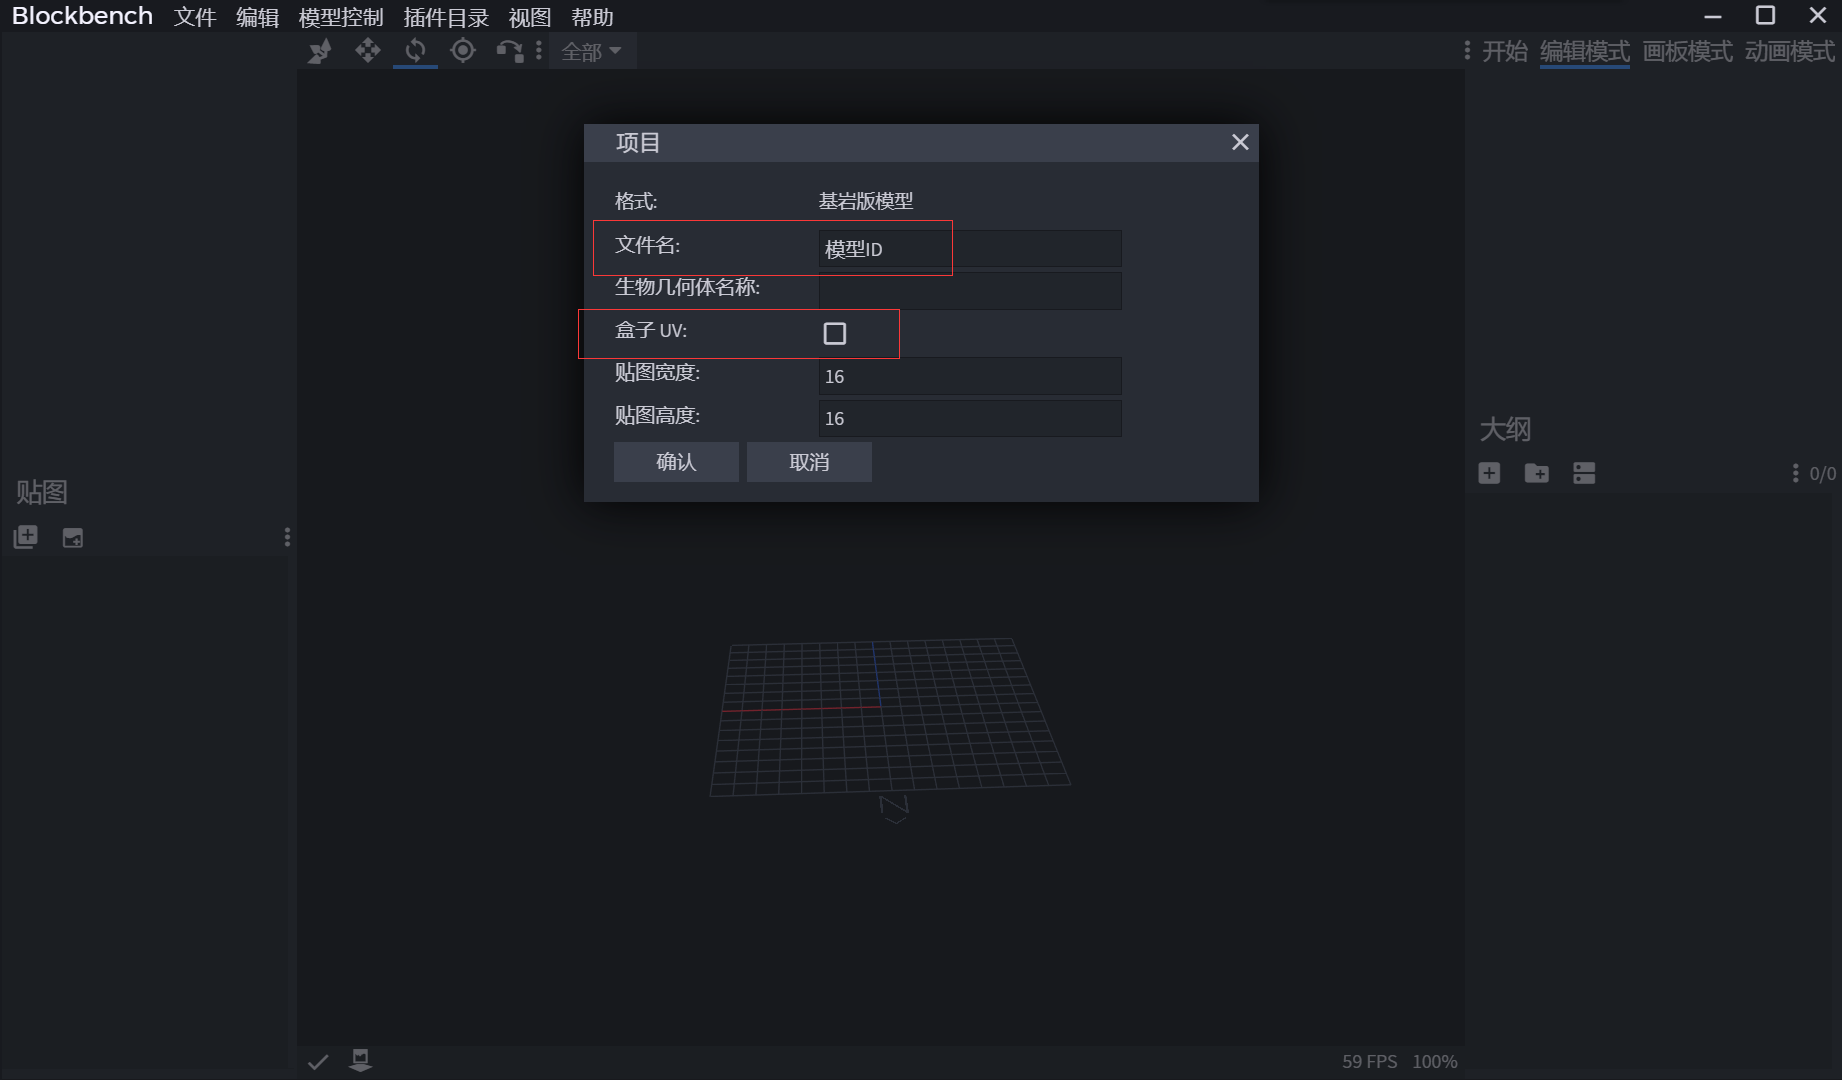 Blockbench 文件 编辑 模型控制 插件目录 视图 帮助
全部
开始 编辑模式 画板模式 动画模式
项目
格式: 基岩版模型
文件名: 模型ID
生物几何体名称:
盒子 UV:
贴图宽度: 16
贴图高度: 16
确认 取消
大纲
0/0
贴图
N
59 FPS 100%